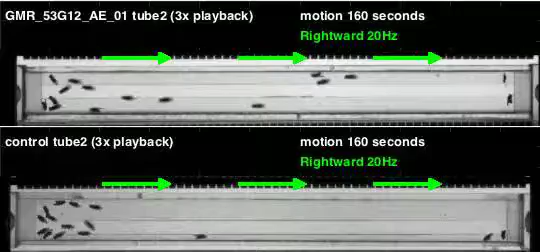 GMR_53G12_AE_01 tube2 (3x playback)
motion 160 seconds
Rightward 20Hz
control tube2 (3x playback)
motion 160 seconds
Rightward 20Hz